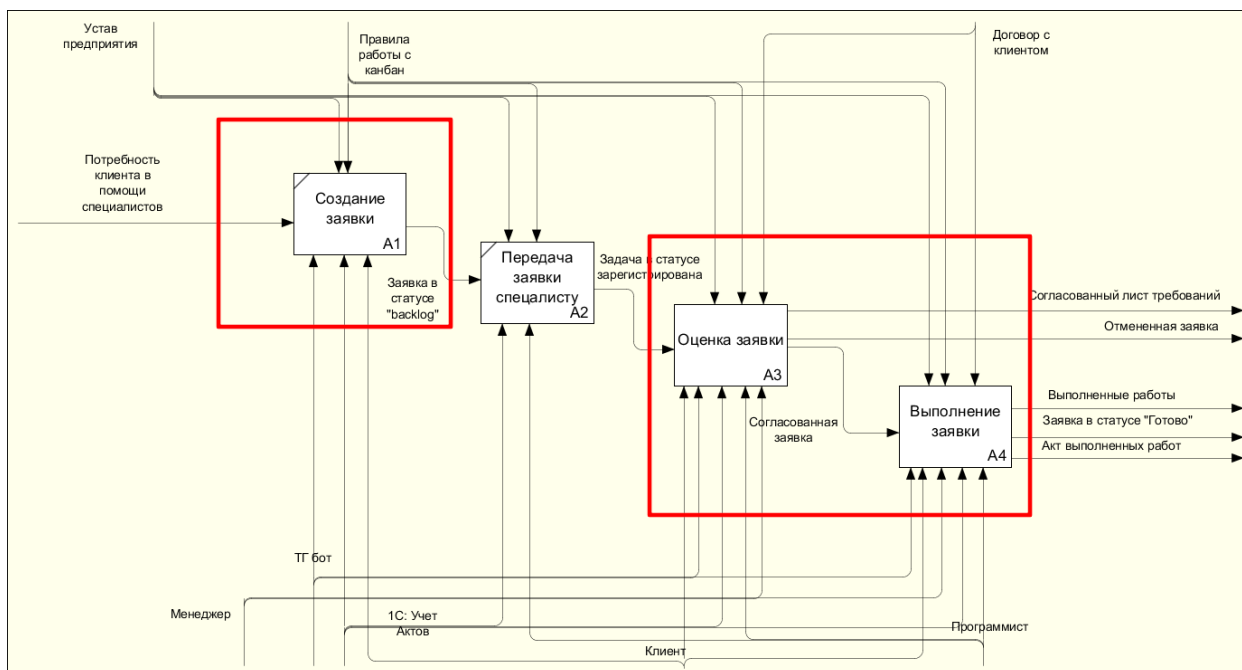 Устав
предприятия
Правила
работы с
канбан
Договор с
клиентом
Потребность
клиента в
помощи
специалистов
Создание
заявки
A1
Заявка в
статусе
"backlog"
Передача
заявки
спецалисту
A2
Задача в статусе
зарегистрирована
Оценка заявки
A3
Согласованный лист требований
Отмененная заявка
Согласованная
заявка
Выполнение
заявки
A4
Выполненные работы
Заявка в статусе "Готово"
Акт выполненных работ
ТГ бот
Менеджер
1С: Учет
Актов
Программист
Клиент